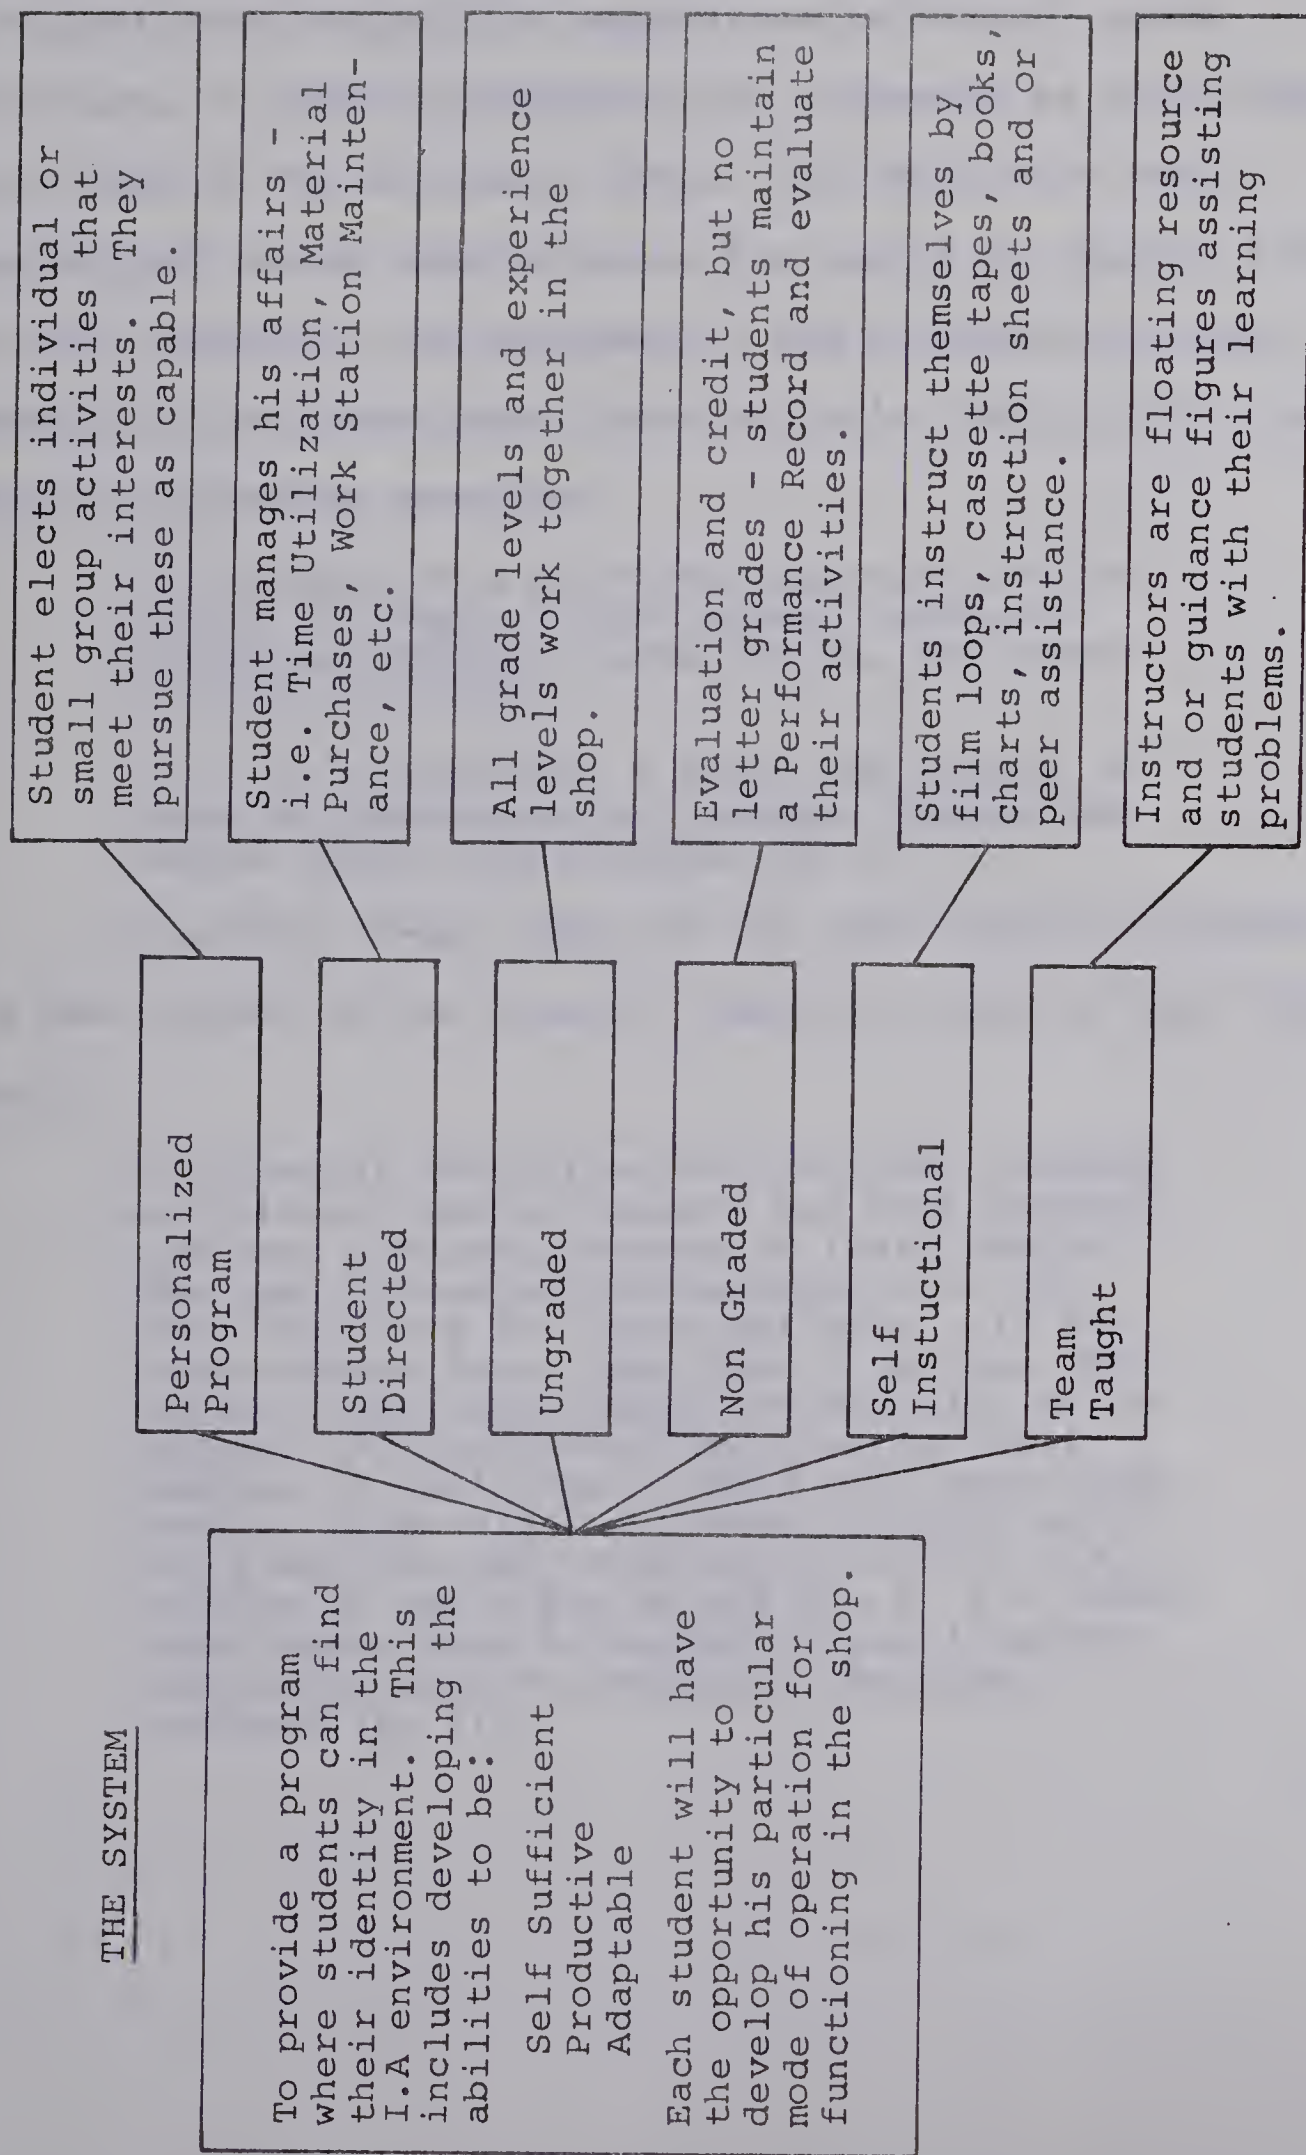 THE SYSTEM
To provide a program
where students can find
their identity in the
I.A environment. This
includes developing the
abilities to be:
Self Sufficient
Productive
Adaptable
Each student will have
the opportunity to
develop his particular
mode of operation for
functioning in the shop.
Personalized
Program
Student elects individual or
small group activities that
meet their interests. They
pursue these as capable.
Student
Directed
Student manages his affairs -
i.e. Time Utilization, Material
Purchases, Work Station Mainten-
ance, etc.
Ungraded
All grade levels and experience
levels work together in the
shop.
Non Graded
Evaluation and credit, but no
letter grades - students maintain
a Performance Record and evaluate
their activities.
Self
Instuctional
Students instruct themselves by
film loops, cassette tapes, books,
charts, instruction sheets and or
peer assistance.
Team
Taught
Instructors are floating resource
and or guidance figures assisting
students with their learning
problems.